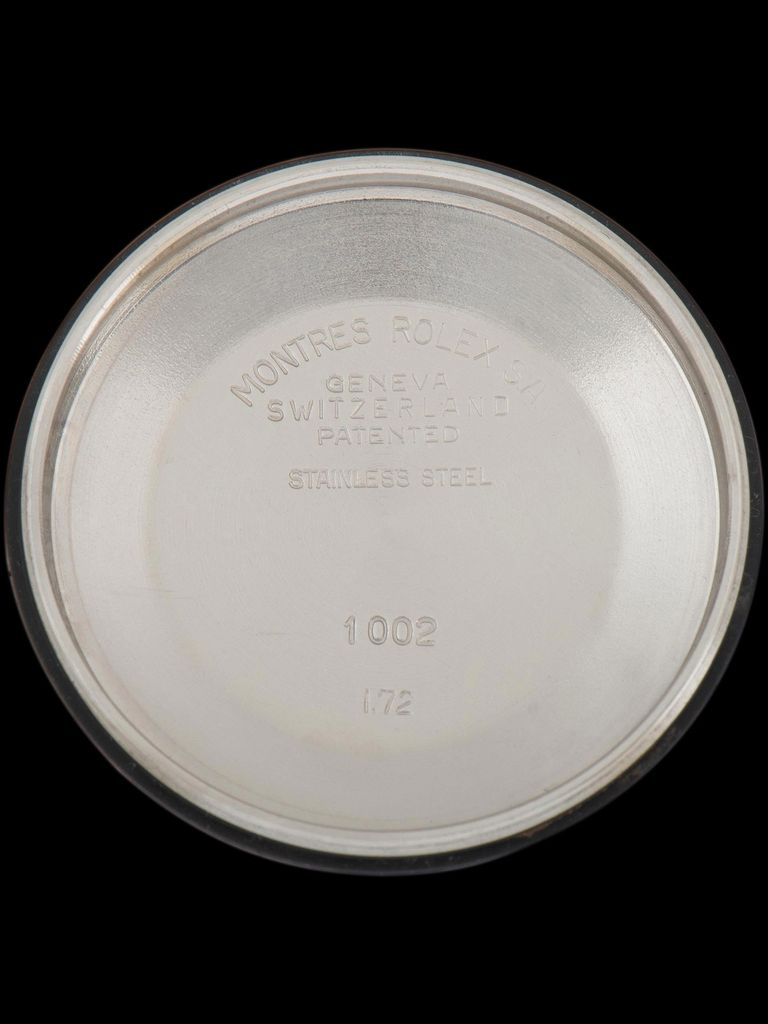 MONTRES ROLEX SA
GENEVA
SWITZERLAND
PATENTED
STAINLESS STEEL
1002
I.72